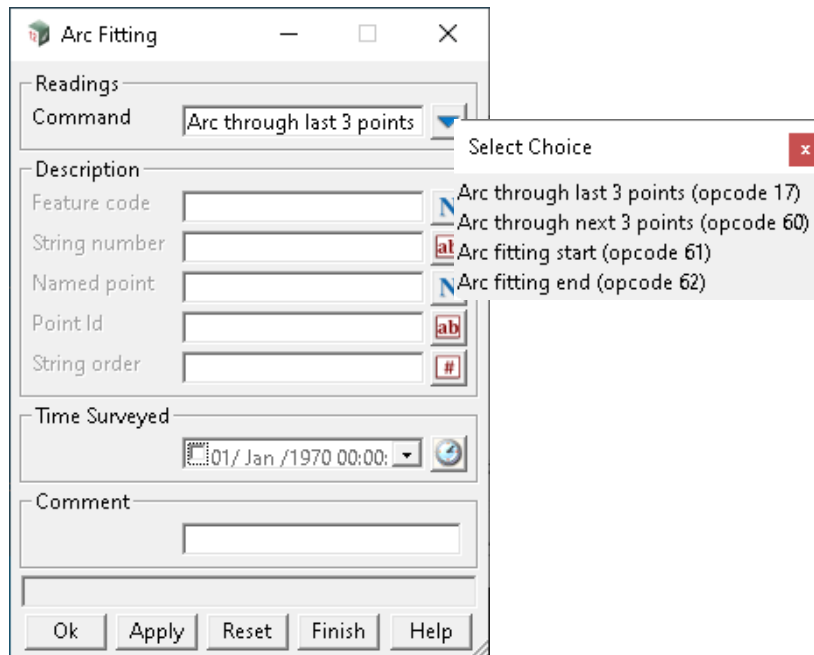 Arc Fitting
Readings
Command
Arc through last 3 points
Select Choice
x
Arc through last 3 points (opcode 17)
Arc through next 3 points (opcode 60)
Arc fitting start (opcode 61)
Arc fitting end (opcode 62)
Description
Feature code
N
String number
ab
Named point
N
Point Id
ab
String order
#
Time Surveyed
01/ Jan /1970 00:00:
Comment
Ok Apply Reset Finish Help